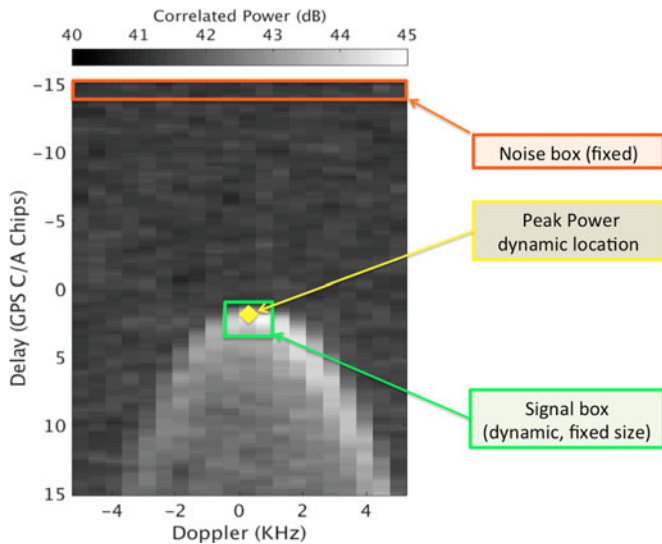 Correlated Power (dB)
40 41 42 43 44 45
Delay (GPS C/A Chips)
-15
-10
-5
0
5
10
15
-4 -2 0 2 4
Doppler (KHz)
Noise box (fixed)
Peak Power
dynamic location
Signal box
(dynamic, fixed size)